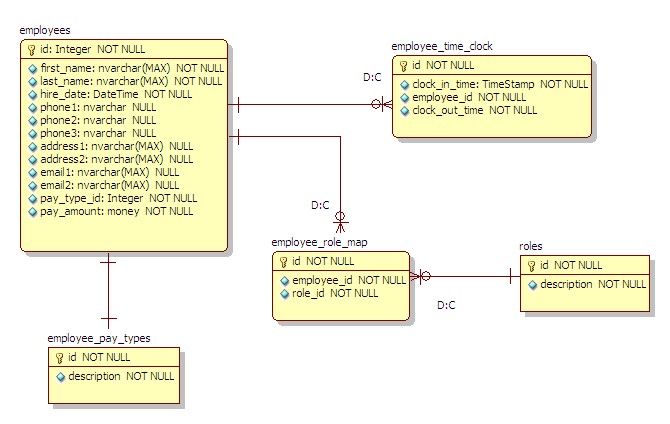 employees
id: Integer NOT NULL
first_name: nvarchar(MAX) NOT NULL
last_name: nvarchar(MAX) NOT NULL
hire_date: DateTime NOT NULL
phone1: nvarchar NULL
phone2: nvarchar NULL
phone3: nvarchar NULL
address1: nvarchar(MAX) NULL
address2: nvarchar(MAX) NULL
email1: nvarchar(MAX) NULL
email2: nvarchar(MAX) NULL
pay_type_id: Integer NOT NULL
pay_amount: money NOT NULL
employee_time_clock
id NOT NULL
clock_in_time: TimeStamp NOT NULL
employee_id NOT NULL
clock_out_time NOT NULL
D:C
D:C
employee_role_map
id NOT NULL
employee_id NOT NULL
role_id NOT NULL
D:C
roles
id NOT NULL
description NOT NULL
employee_pay_types
id NOT NULL
description NOT NULL